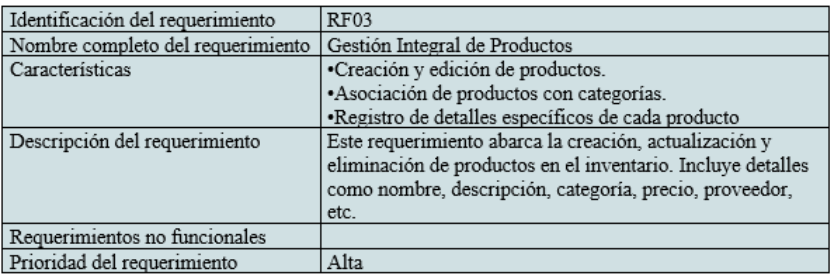 Identificación del requerimiento RF03
Nombre completo del requerimiento Gestión Integral de Productos
Características •Creación y edición de productos.
•Asociación de productos con categorías.
•Registro de detalles específicos de cada producto
Descripción del requerimiento Este requerimiento abarca la creación, actualización y
eliminación de productos en el inventario. Incluye detalles
como nombre, descripción, categoría, precio, proveedor,
etc.
Requerimientos no funcionales
Prioridad del requerimiento Alta